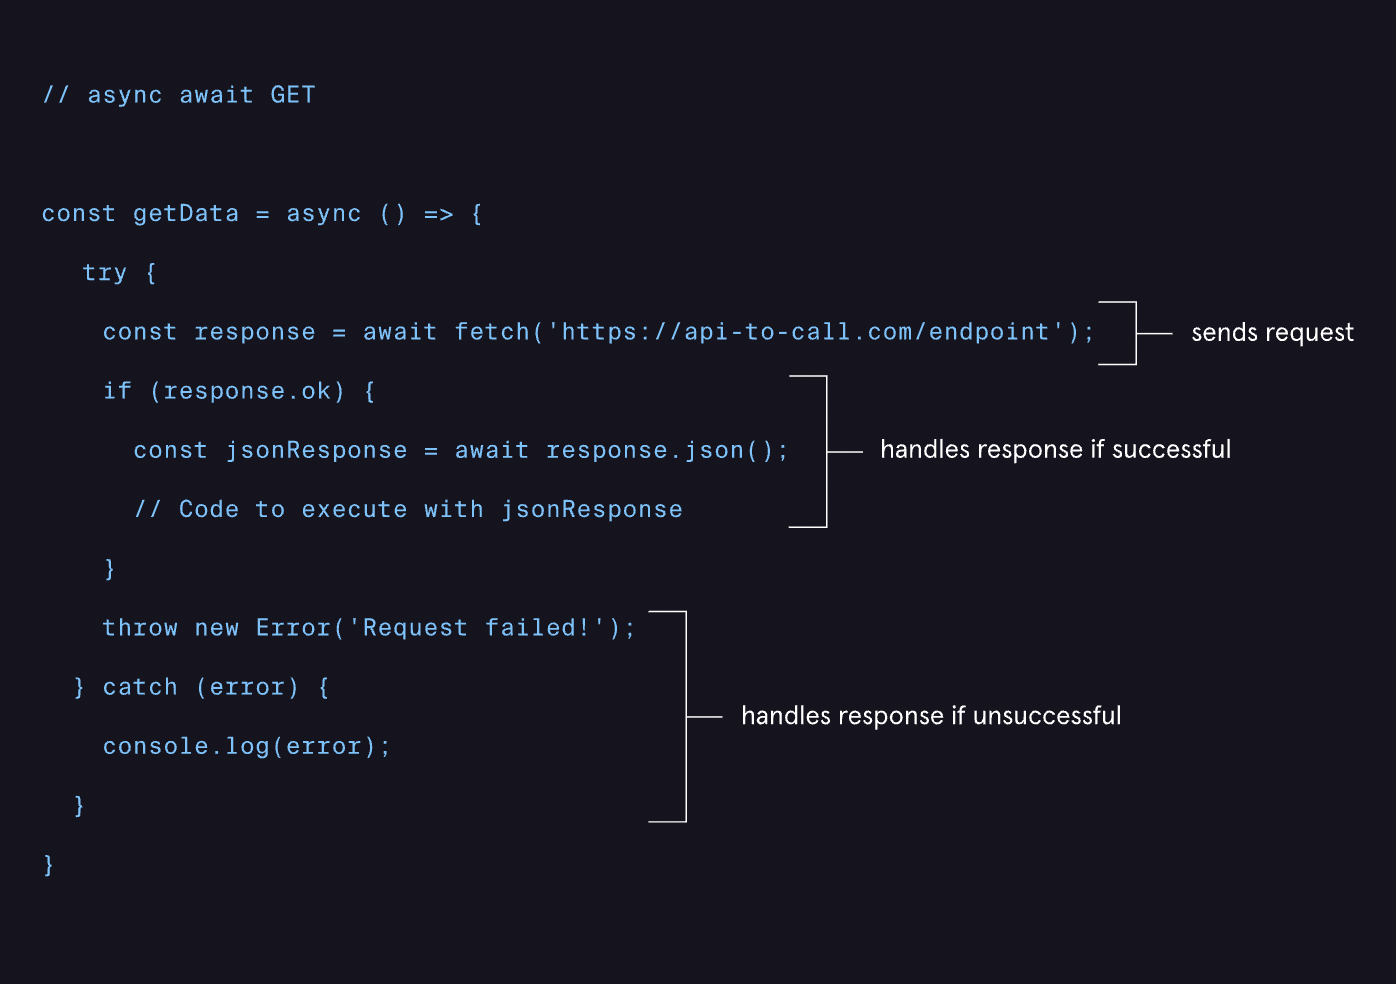 // async await GET
const getData = async () => {
try {
const response = await fetch('https://api-to-call.com/endpoint');
sends request
if (response.ok) {
const jsonResponse = await response.json();
handles response if successful
// Code to execute with jsonResponse
}
throw new Error('Request failed!');
} catch (error) {
handles response if unsuccessful
console.log(error);
}
}